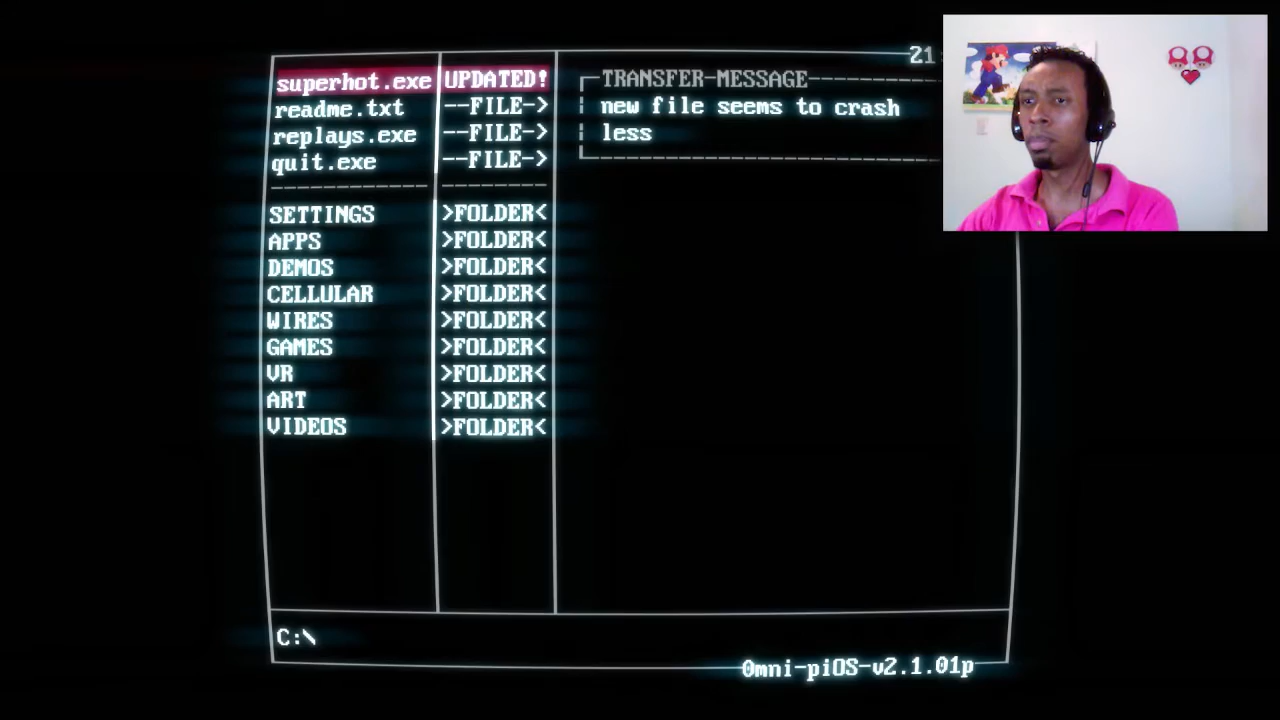 21
superhot.exe UPDATED!
readme.txt --FILE->
replays.exe --FILE->
quit.exe --FILE->
SETTINGS >FOLDER<
APPS >FOLDER<
DEMOS >FOLDER<
CELLULAR >FOLDER<
WIRES >FOLDER<
GAMES >FOLDER<
VR >FOLDER<
ART >FOLDER<
VIDEOS >FOLDER<
TRANSFER-MESSAGE
new file seems to crash
less
C:\
0mni-piOS-v2.1.01p